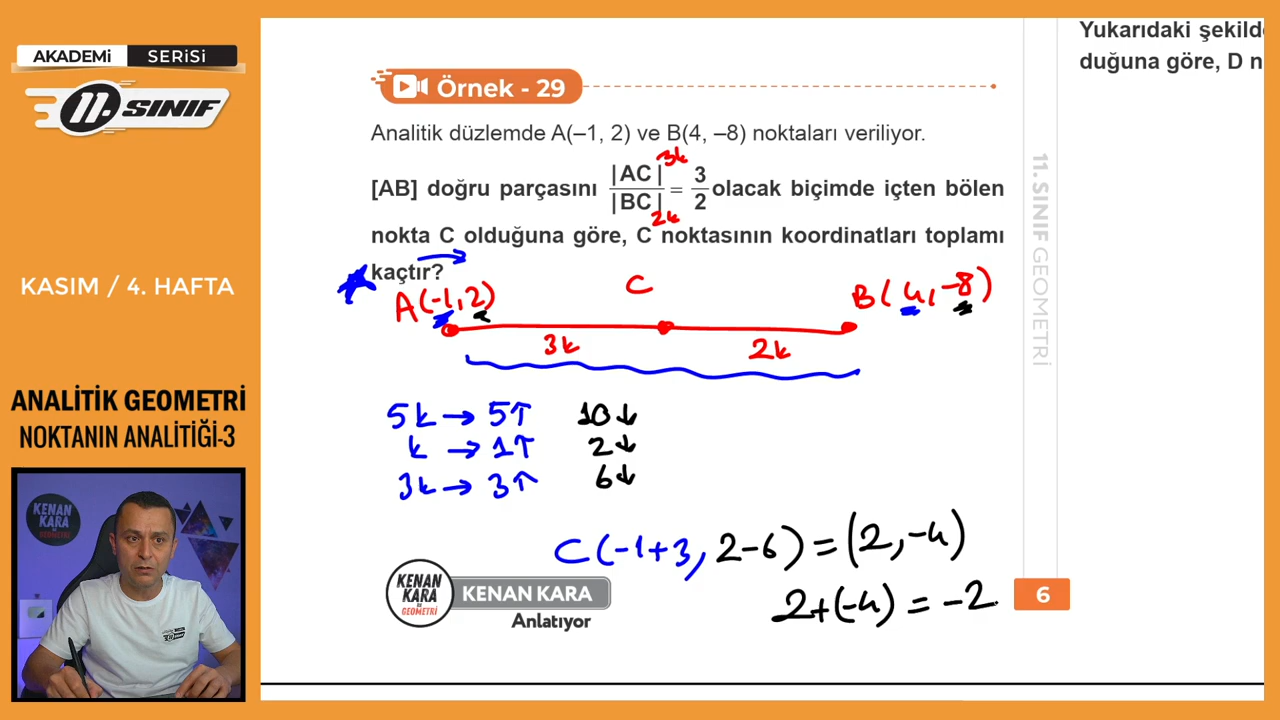 AKADEMİ SERİSİ
11. SINIF
KASIM / 4. HAFTA
ANALİTİK GEOMETRİ
NOKTANIN ANALİTİĞİ-3
KENAN
KARA
Örnek - 29
Analitik düzlemde A(–1, 2) ve B(4, –8) noktaları veriliyor.
[AB] doğru parçasını |AC|/|BC| = 3/2 olacak biçimde içten bölen
3k
2k
nokta C olduğuna göre, C noktasının koordinatları toplamı
kaçtır?
A(-1, 2) C B(4, -8)
3k 2k
5k → 5↑ 10↓
k → 1↑ 2↓
3k → 3↑ 6↓
C(-1+3, 2-6) = (2, -4)
2+(-4) = -2
KENAN
KARA
İLE
GEOMETRİ
KENAN KARA
Anlatıyor
6
11. SINIF GEOMETRİ
Yukarıdaki şekild
duğuna göre, D n